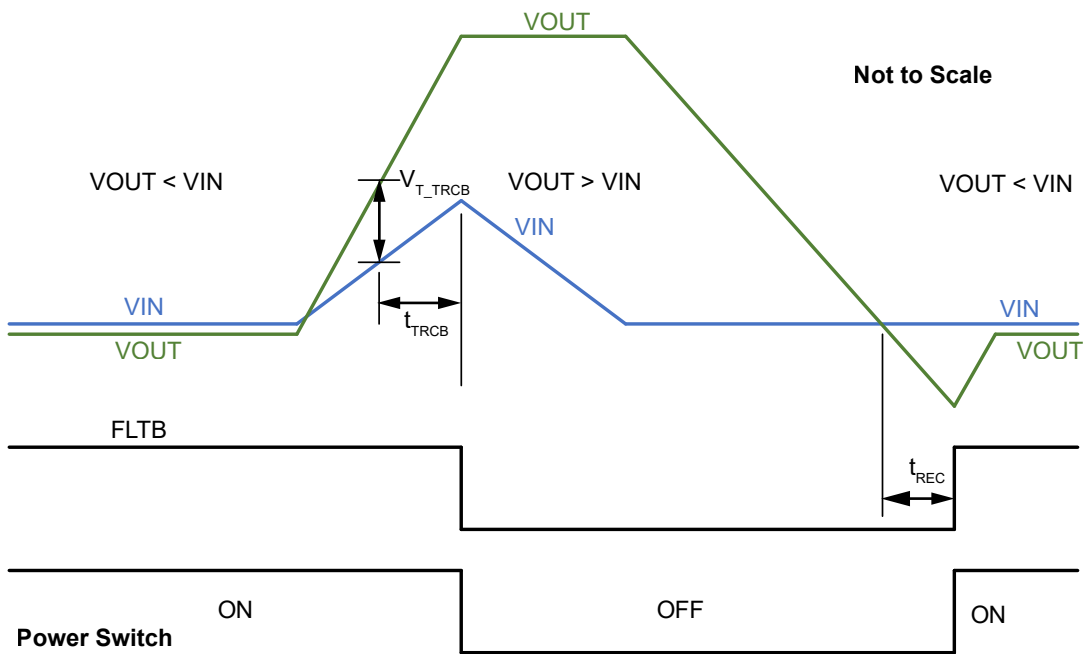 VOUT
Not to Scale
VOUT < VIN
V_T_TRCB
VOUT > VIN
VOUT < VIN
VIN
VIN
VIN
t_TRCB
VOUT
VOUT
FLTB
t_REC
ON
OFF
ON
Power Switch